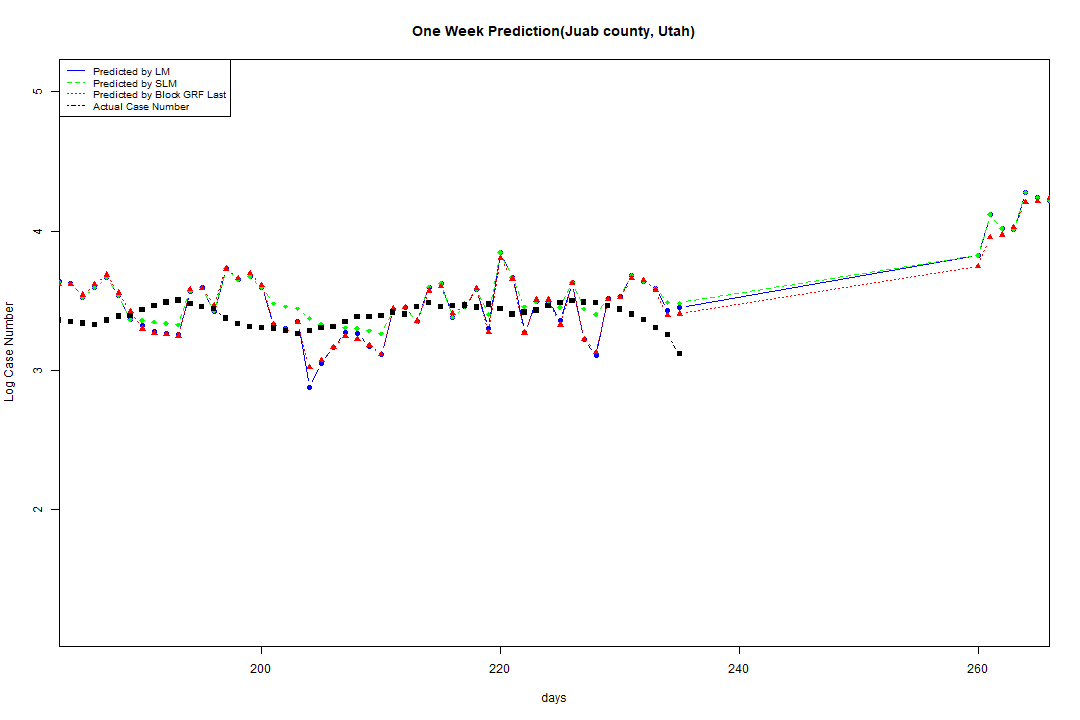 One Week Prediction(Juab county, Utah)
Predicted by LM
Predicted by SLM
Predicted by Block GRF Last
Actual Case Number
5
4
3
2
Log Case Number
200 220 240 260
days